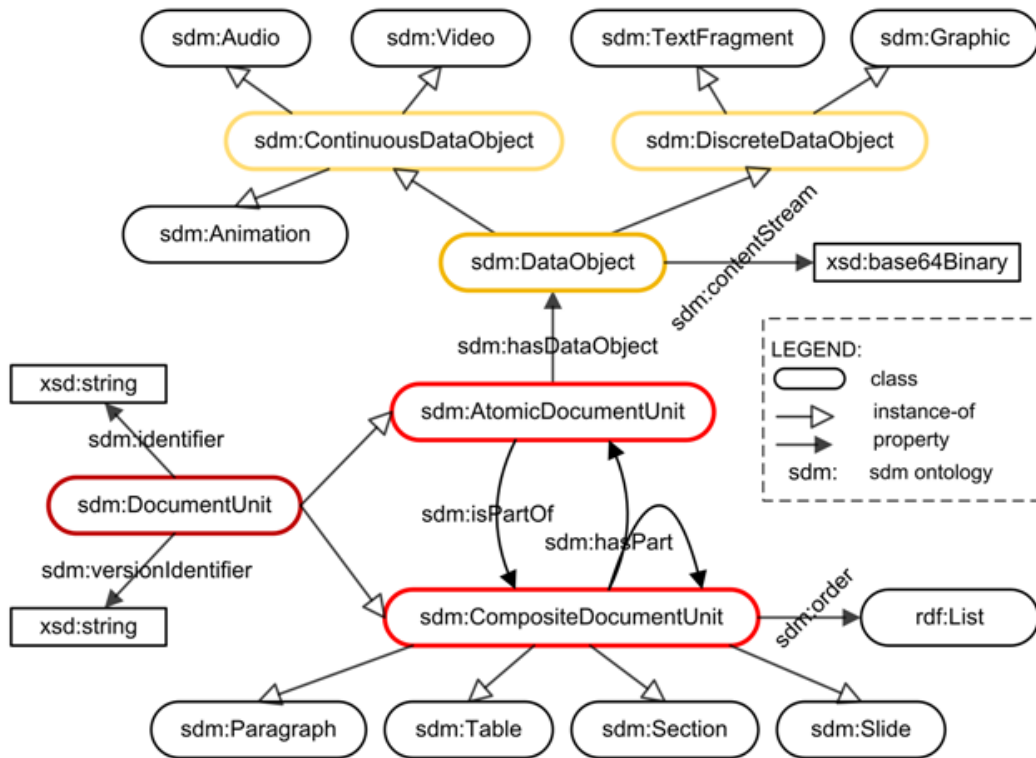 sdm:Audio
sdm:Video
sdm:TextFragment
sdm:Graphic
sdm:ContinuousDataObject
sdm:DiscreteDataObject
sdm:Animation
sdm:DataObject
sdm:contentStream
xsd:base64Binary
sdm:hasDataObject
LEGEND:
class
instance-of
property
sdm: sdm ontology
xsd:string
sdm:identifier
sdm:AtomicDocumentUnit
sdm:DocumentUnit
sdm:isPartOf
sdm:hasPart
sdm:versionIdentifier
xsd:string
sdm:CompositeDocumentUnit
sdm:order
rdf:List
sdm:Paragraph
sdm:Table
sdm:Section
sdm:Slide